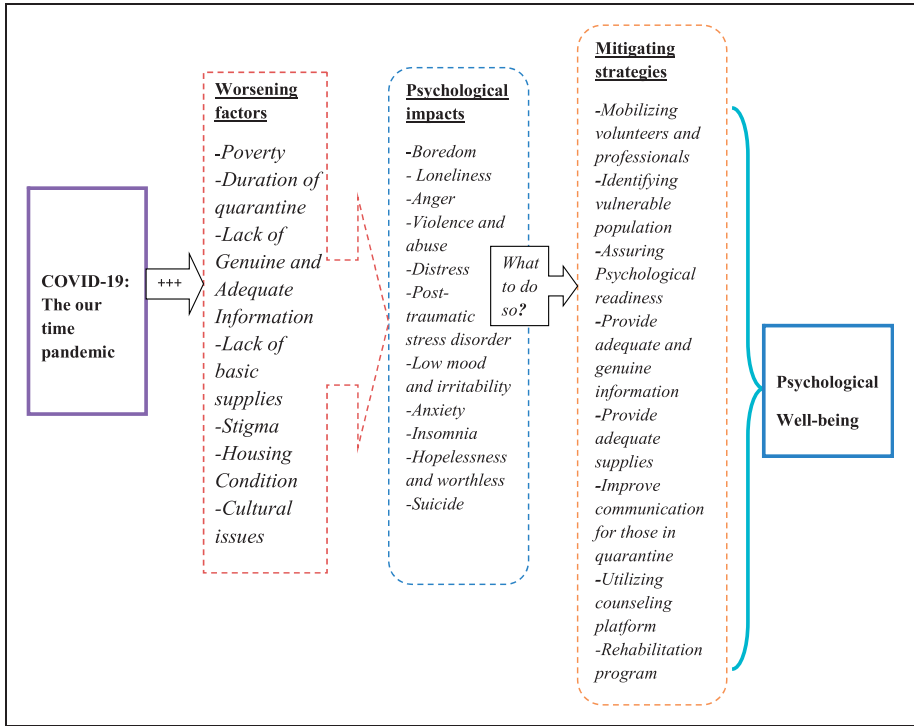 COVID-19:
The our
time
pandemic
+++
Worsening
factors
-Poverty
-Duration of
quarantine
-Lack of
Genuine and
Adequate
Information
-Lack of
basic
supplies
-Stigma
-Housing
Condition
-Cultural
issues
Psychological
impacts
-Boredom
- Loneliness
-Anger
-Violence and
abuse
-Distress
-Post-
traumatic
stress disorder
-Low mood
and irritability
-Anxiety
-Insomnia
-Hopelessness
and worthless
-Suicide
What
to do
so?
Mitigating
strategies
-Mobilizing
volunteers and
professionals
-Identifying
vulnerable
population
-Assuring
Psychological
readiness
-Provide
adequate and
genuine
information
-Provide
adequate
supplies
-Improve
communication
for those in
quarantine
-Utilizing
counseling
platform
-Rehabilitation
program
Psychological
Well-being